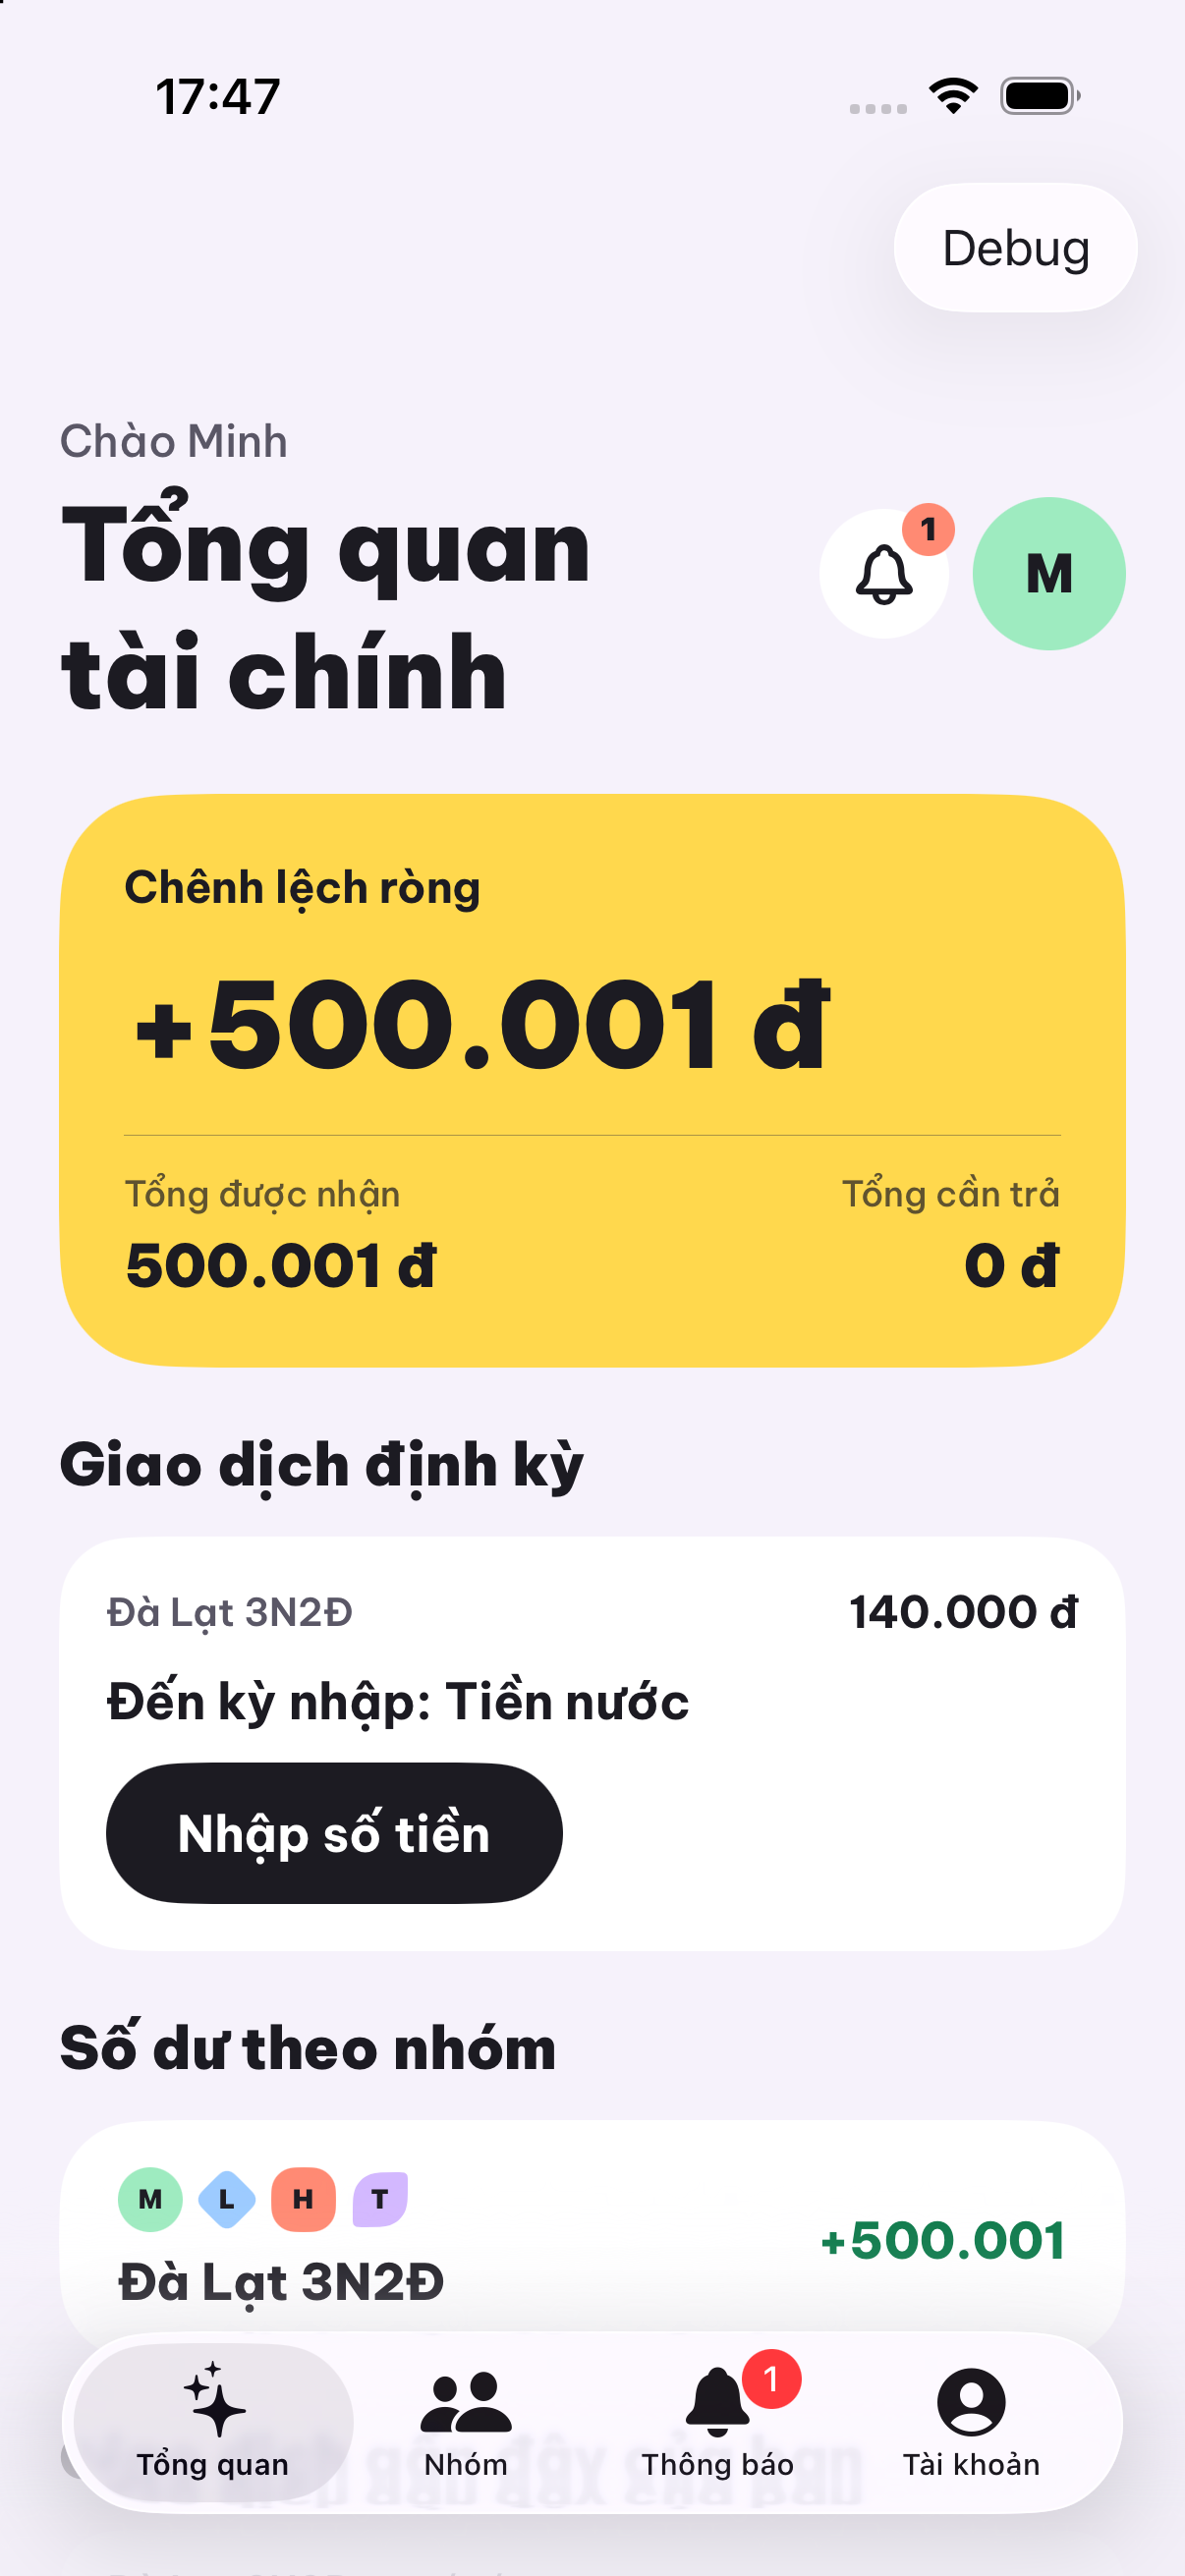 17:47
Debug
Chào Minh
Tổng quan
tài chính
1
M
Chênh lệch ròng
+500.001 đ
Tổng được nhận
Tổng cần trả
500.001 đ
0 đ
Giao dịch định kỳ
Đà Lạt 3N2Đ
140.000 đ
Đến kỳ nhập: Tiền nước
Nhập số tiền
Số dư theo nhóm
M L H T
+500.001
Đà Lạt 3N2Đ
1
Tổng quan
Nhóm
Thông báo
Tài khoản